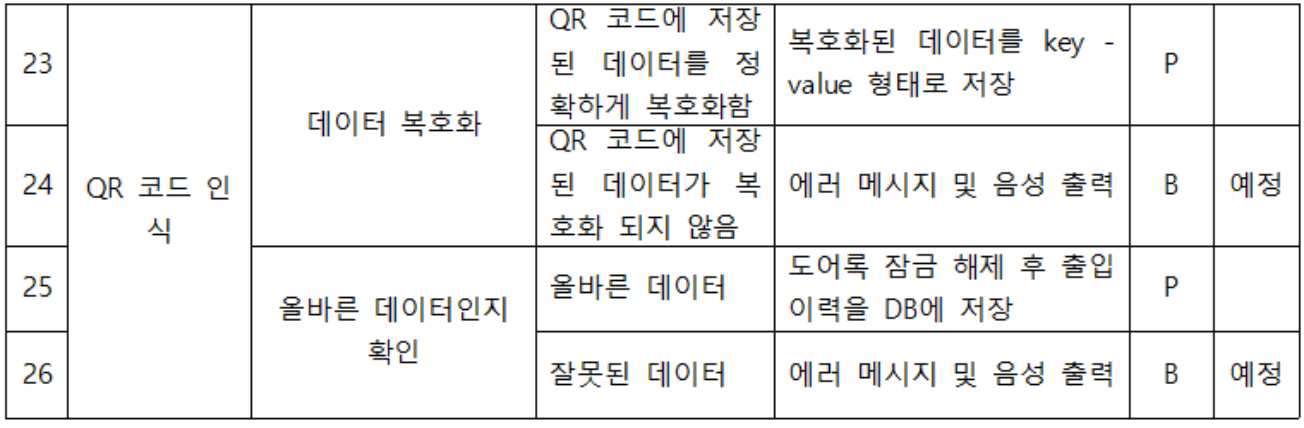 23
QR 코드 인
식
데이터 복호화
QR 코드에 저장
된 데이터를 정
확하게 복호화함
복호화된 데이터를 key -
value 형태로 저장
P
24
QR 코드에 저장
된 데이터가 복
호화 되지 않음
에러 메시지 및 음성 출력
B
예정
25
올바른 데이터인지
확인
올바른 데이터
도어록 잠금 해제 후 출입
이력을 DB에 저장
P
26
잘못된 데이터
에러 메시지 및 음성 출력
B
예정